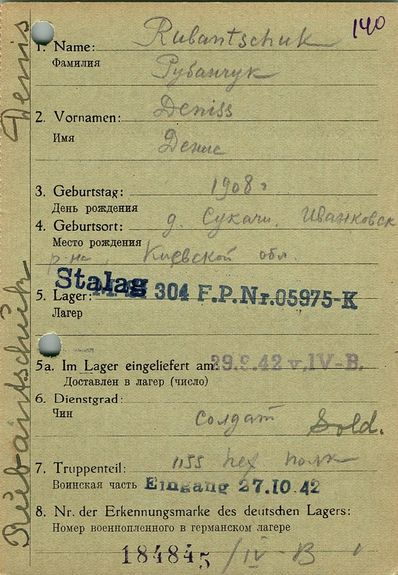 140
1. Name: Rubantschuk
Фамилия Рубанчук
2. Vornamen: Deniss
Имя Денис
3. Geburtstag: 1908 г
День рождения
4. Geburtsort: д. Сукачи, Иванковск
Место рождения
р-на, Киевской обл.
Stalag 304 F.P.Nr.05975-K
5. Lager:
Лагер
5a. Im Lager eingeliefert am: 29.9.42 v. IV-B.
Доставлен в лагер (число)
6. Dienstgrad:
Чин солдат Sold.
7. Truppenteil: 1155 пех полк
Воинская часть Eingang 27.10.42
8. Nr. der Erkennungsmarke des deutschen Lagers:
Номер военнопленного в германском лагере
184845 / IV-B
Rubantschuk Denis